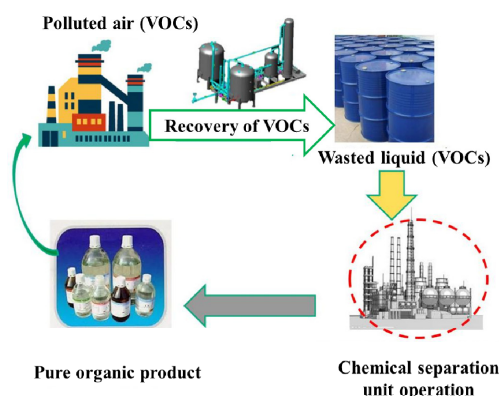 Polluted air (VOCs)
Recovery of VOCs
Wasted liquid (VOCs)
Pure organic product
Chemical separation
unit operation